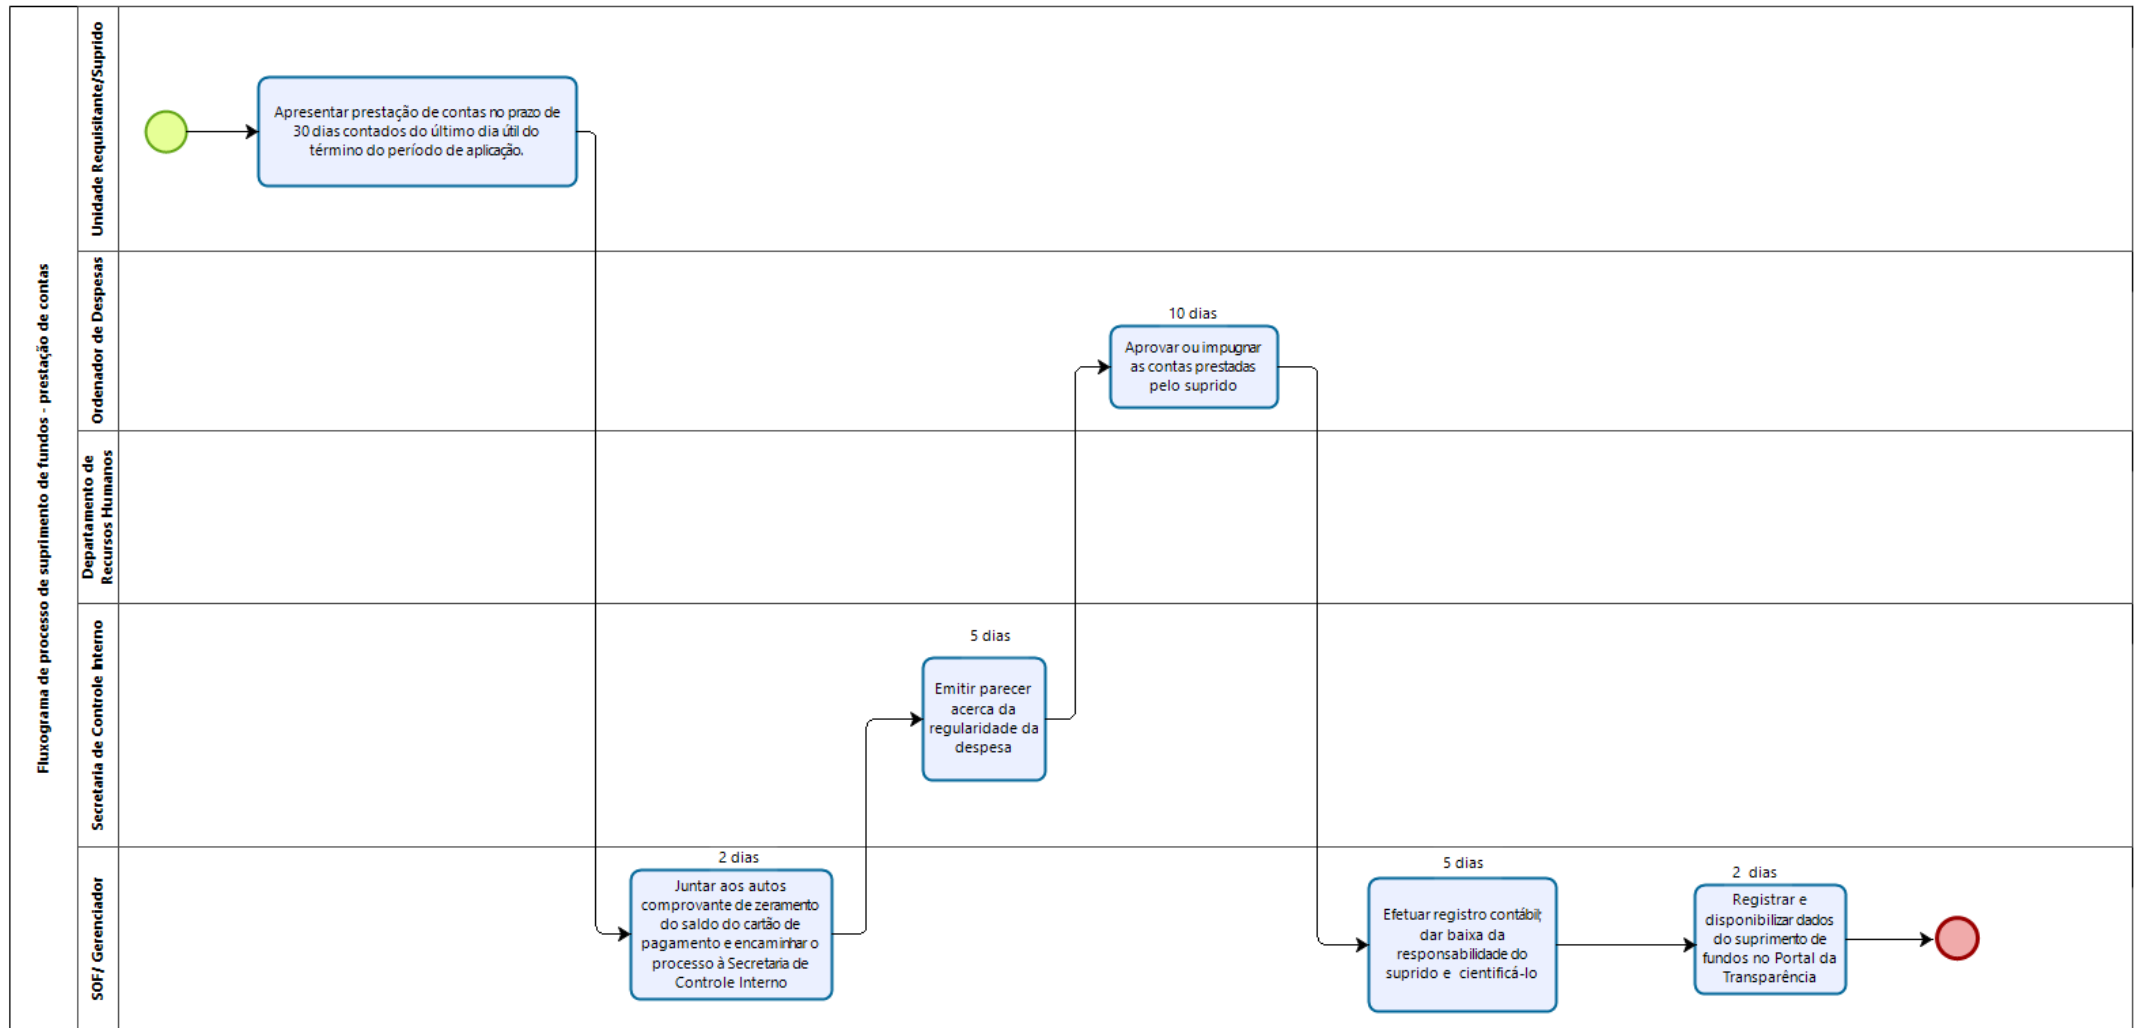 Fluxograma de processo de suprimento de fundos - prestação de contas
Unidade Requisitante/Suprido
Apresentar prestação de contas no prazo de
30 dias contados do último dia útil do
término do período de aplicação.
Ordenador de Despesas
10 dias
Aprovar ou impugnar
as contas prestadas
pelo suprido
Departamento de
Recursos Humanos
Secretaria de Controle Interno
5 dias
Emitir parecer
acerca da
regularidade da
despesa
SOF/ Gerenciador
2 dias
Juntar aos autos
comprovante de zeramento
do saldo do cartão de
pagamento e encaminhar o
processo à Secretaria de
Controle Interno
5 dias
Efetuar registro contábil;
dar baixa da
responsabilidade do
suprido e cientificá-lo
2 dias
Registrar e
disponibilizar dados
do suprimento de
fundos no Portal da
Transparência